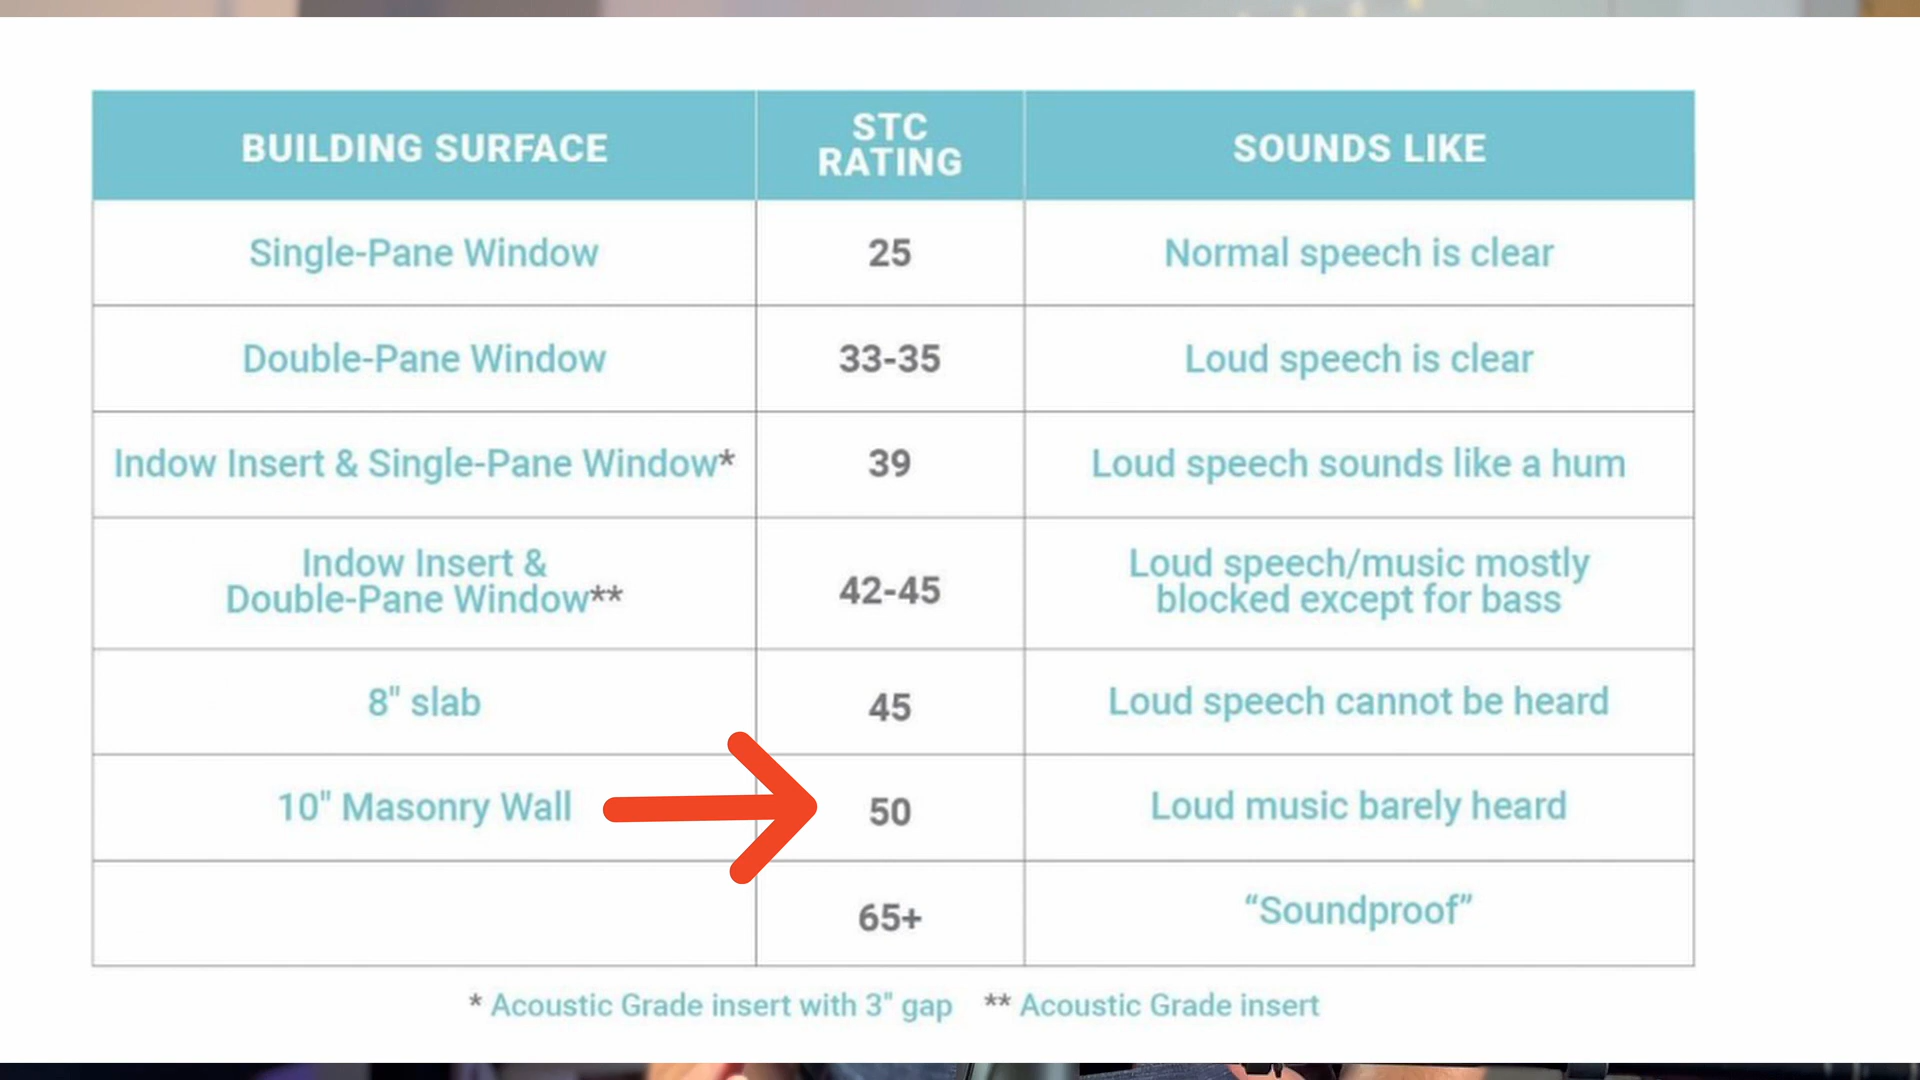 BUILDING SURFACE
STC
RATING
SOUNDS LIKE
Single-Pane Window
25
Normal speech is clear
Double-Pane Window
33-35
Loud speech is clear
Indow Insert & Single-Pane Window*
39
Loud speech sounds like a hum
Indow Insert &
Double-Pane Window**
42-45
Loud speech/music mostly
blocked except for bass
8" slab
45
Loud speech cannot be heard
10" Masonry Wall
50
Loud music barely heard
65+
“Soundproof”
* Acoustic Grade insert with 3" gap
** Acoustic Grade insert